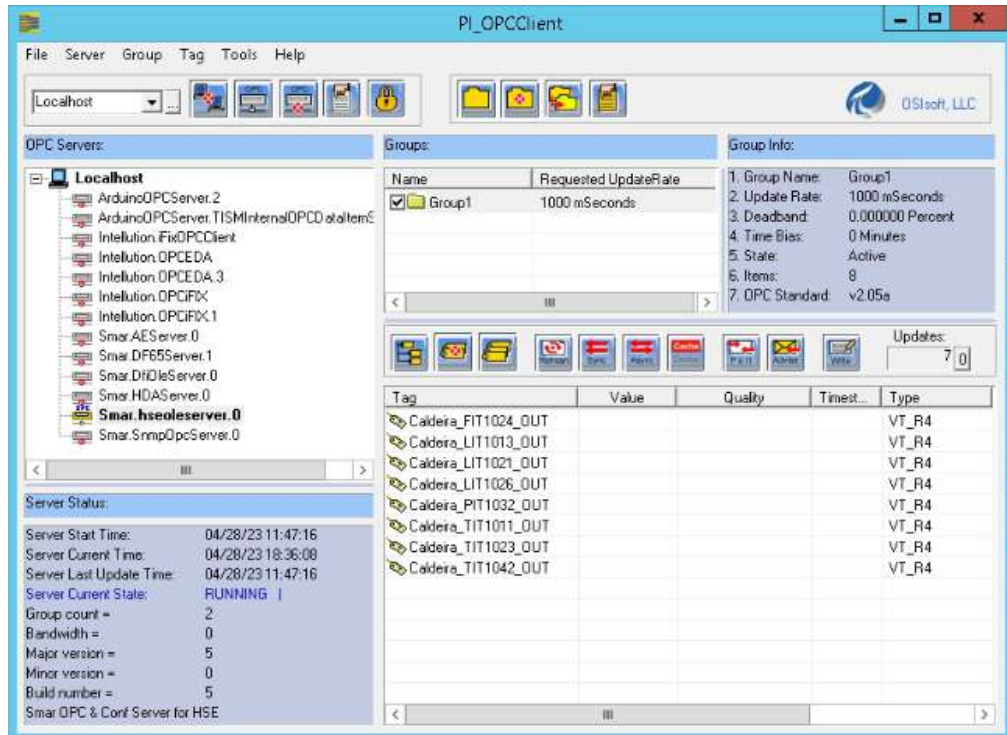 PI_OPCClient
File Server Group Tag Tools Help
Localhost ...
OSIsoft, LLC
OPC Servers:
Localhost
ArduinoOPCServer.2
ArduinoOPCServer.TISMInternalOPCDataItemS
Intellution.iFixOPCClient
Intellution.OPCEDA
Intellution.OPCEDA.3
Intellution.OPCiFIX
Intellution.OPCiFIX.1
Smar.AEServer.0
Smar.DF65Server.1
Smar.DfiOleServer.0
Smar.HDAServer.0
Smar.hseoleserver.0
Smar.SnmpOpcServer.0
Server Status:
Server Start Time: 04/28/23 11:47:16
Server Current Time: 04/28/23 18:36:08
Server Last Update Time: 04/28/23 11:47:16
Server Current State: RUNNING |
Group count = 2
Bandwidth = 0
Major version = 5
Minor version = 0
Build number = 5
Smar OPC & Conf Server for HSE
Groups:
Name Requested UpdateRate
Group1 1000 mSeconds
Group Info:
1. Group Name: Group1
2. Update Rate: 1000 mSeconds
3. Deadband: 0.000000 Percent
4. Time Bias: 0 Minutes
5. State: Active
6. Items: 8
7. OPC Standard: v2.05a
Updates:
7 0
Tag Value Quality Timest... Type
Caldeira_FIT1024_OUT VT_R4
Caldeira_LIT1013_OUT VT_R4
Caldeira_LIT1021_OUT VT_R4
Caldeira_LIT1026_OUT VT_R4
Caldeira_PIT1032_OUT VT_R4
Caldeira_TIT1011_OUT VT_R4
Caldeira_TIT1023_OUT VT_R4
Caldeira_TIT1042_OUT VT_R4